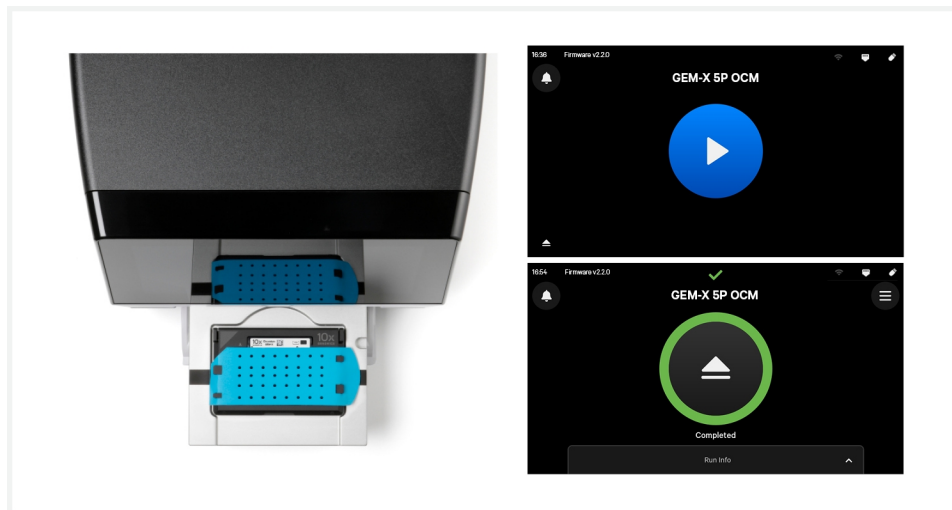 10x
10x
16:36 Firmware v2.2.0
GEM-X 5P OCM
16:54 Firmware v2.2.0
GEM-X 5P OCM
Completed
Run Info